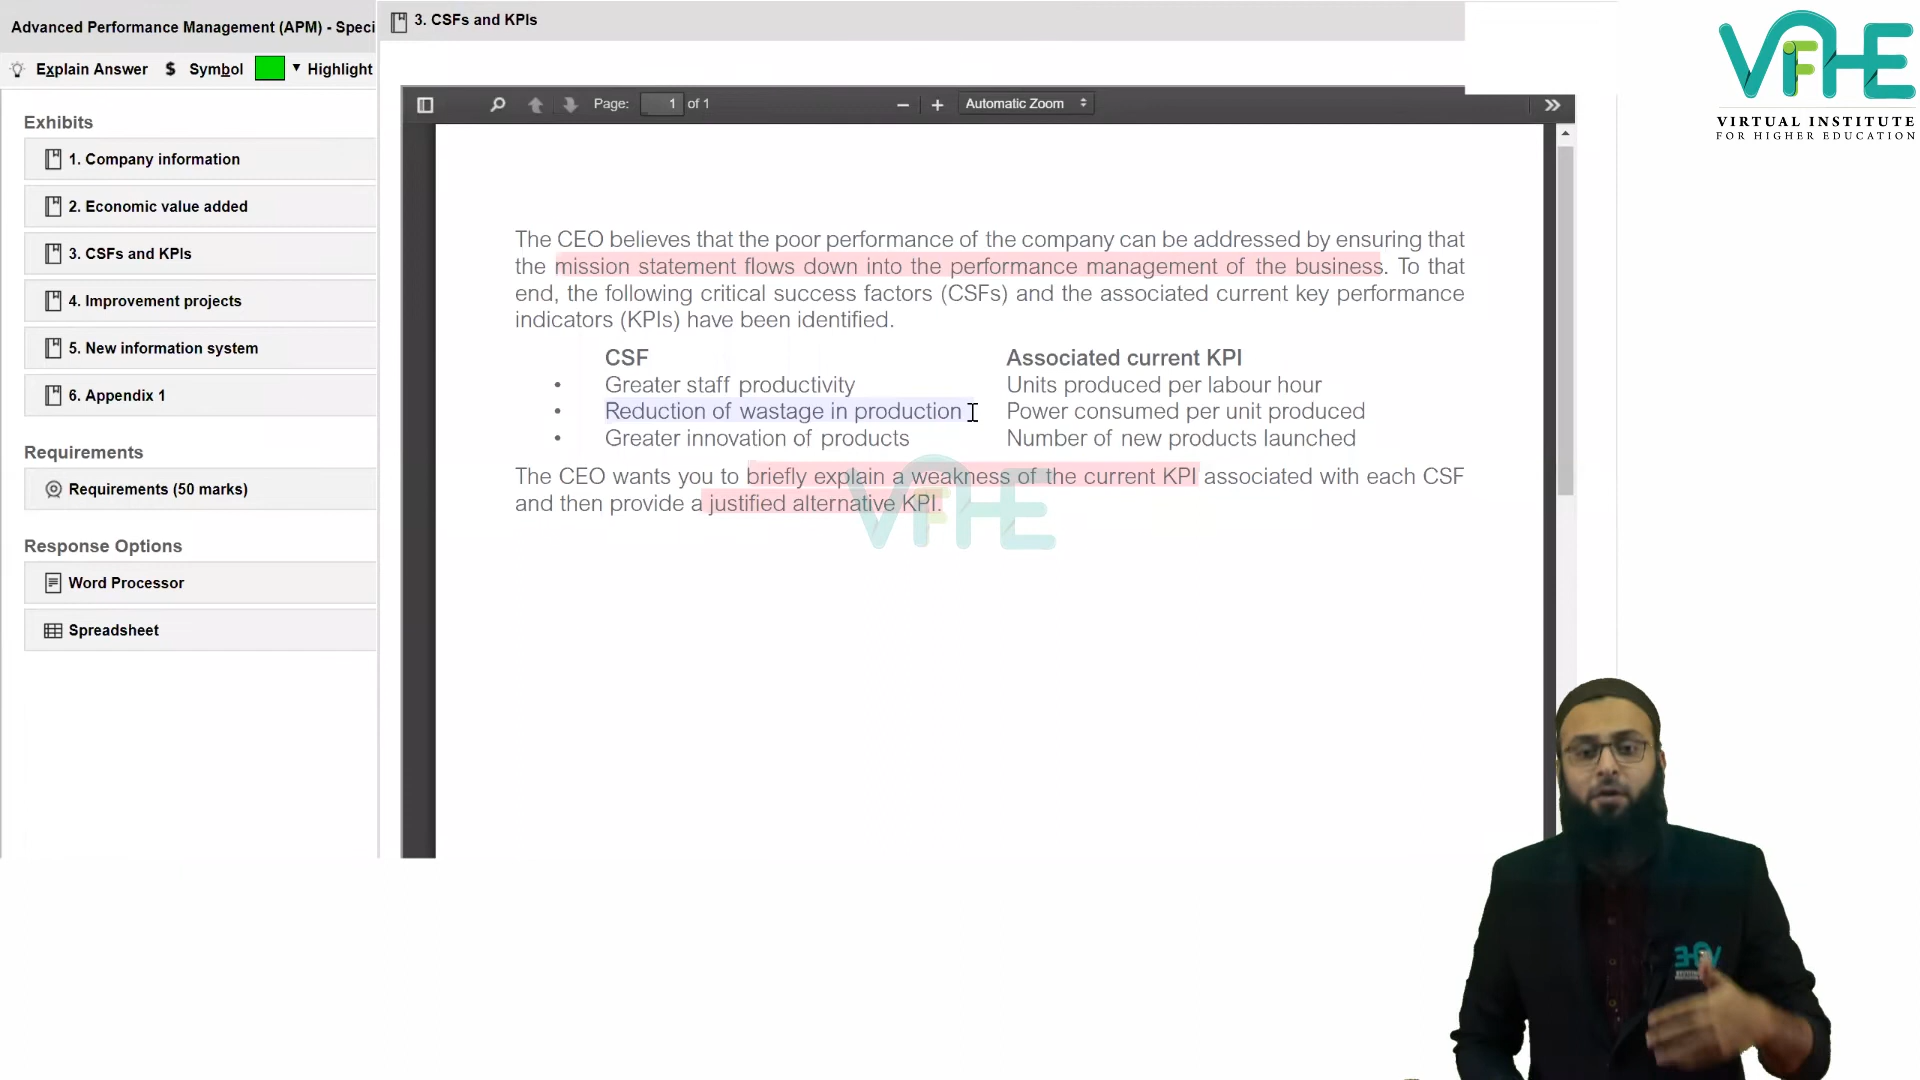 Advanced Performance Management (APM) - Speci
3. CSFs and KPIs
Explain Answer $ Symbol Highlight
Page: 1 of 1
Automatic Zoom
VFHE
VIRTUAL INSTITUTE
FOR HIGHER EDUCATION
Exhibits
1. Company information
2. Economic value added
3. CSFs and KPIs
4. Improvement projects
5. New information system
6. Appendix 1
Requirements
Requirements (50 marks)
Response Options
Word Processor
Spreadsheet
The CEO believes that the poor performance of the company can be addressed by ensuring that
the mission statement flows down into the performance management of the business. To that
end, the following critical success factors (CSFs) and the associated current key performance
indicators (KPIs) have been identified.
CSF Associated current KPI
• Greater staff productivity Units produced per labour hour
• Reduction of wastage in production Power consumed per unit produced
• Greater innovation of products Number of new products launched
The CEO wants you to briefly explain a weakness of the current KPI associated with each CSF
and then provide a justified alternative KPI.
VFHE